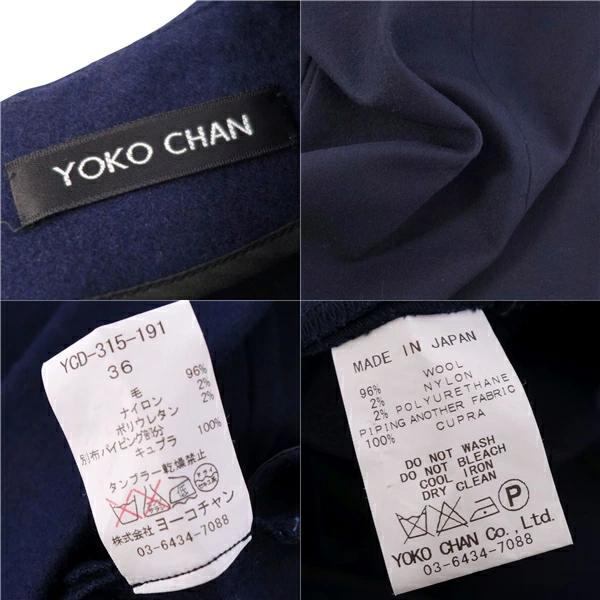 YOKO CHAN
YCD-315-191
36
毛 96%
ナイロン 2%
ポリウレタン 2%
別布パイピング部分
キュプラ 100%
タンブラー乾燥禁止
株式会社 ヨーコチャン
03-6434-7088
MADE IN JAPAN
96% WOOL
2% NYLON
2% POLYURETHANE
PIPING ANOTHER FABRIC
100% CUPRA
DO NOT WASH
DO NOT BLEACH
COOL IRON
DRY CLEAN
P
YOKO CHAN Co., Ltd.
03-6434-7088